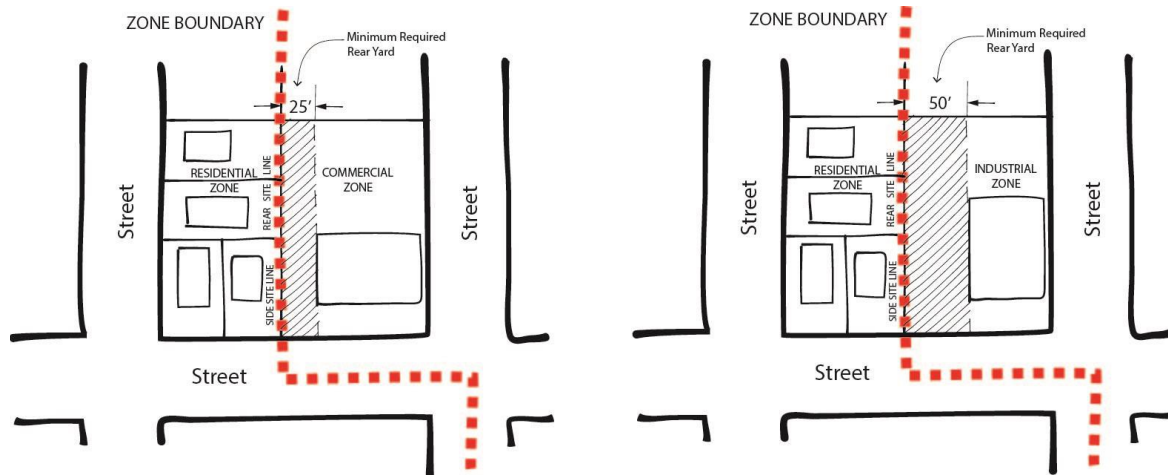 ZONE BOUNDARY
Minimum Required
Rear Yard
25'
RESIDENTIAL
ZONE
REAR SITE LINE
COMMERCIAL
ZONE
SIDE SITE LINE
Street
Street
Street
ZONE BOUNDARY
Minimum Required
Rear Yard
50'
RESIDENTIAL
ZONE
REAR SITE LINE
INDUSTRIAL
ZONE
SIDE SITE LINE
Street
Street
Street